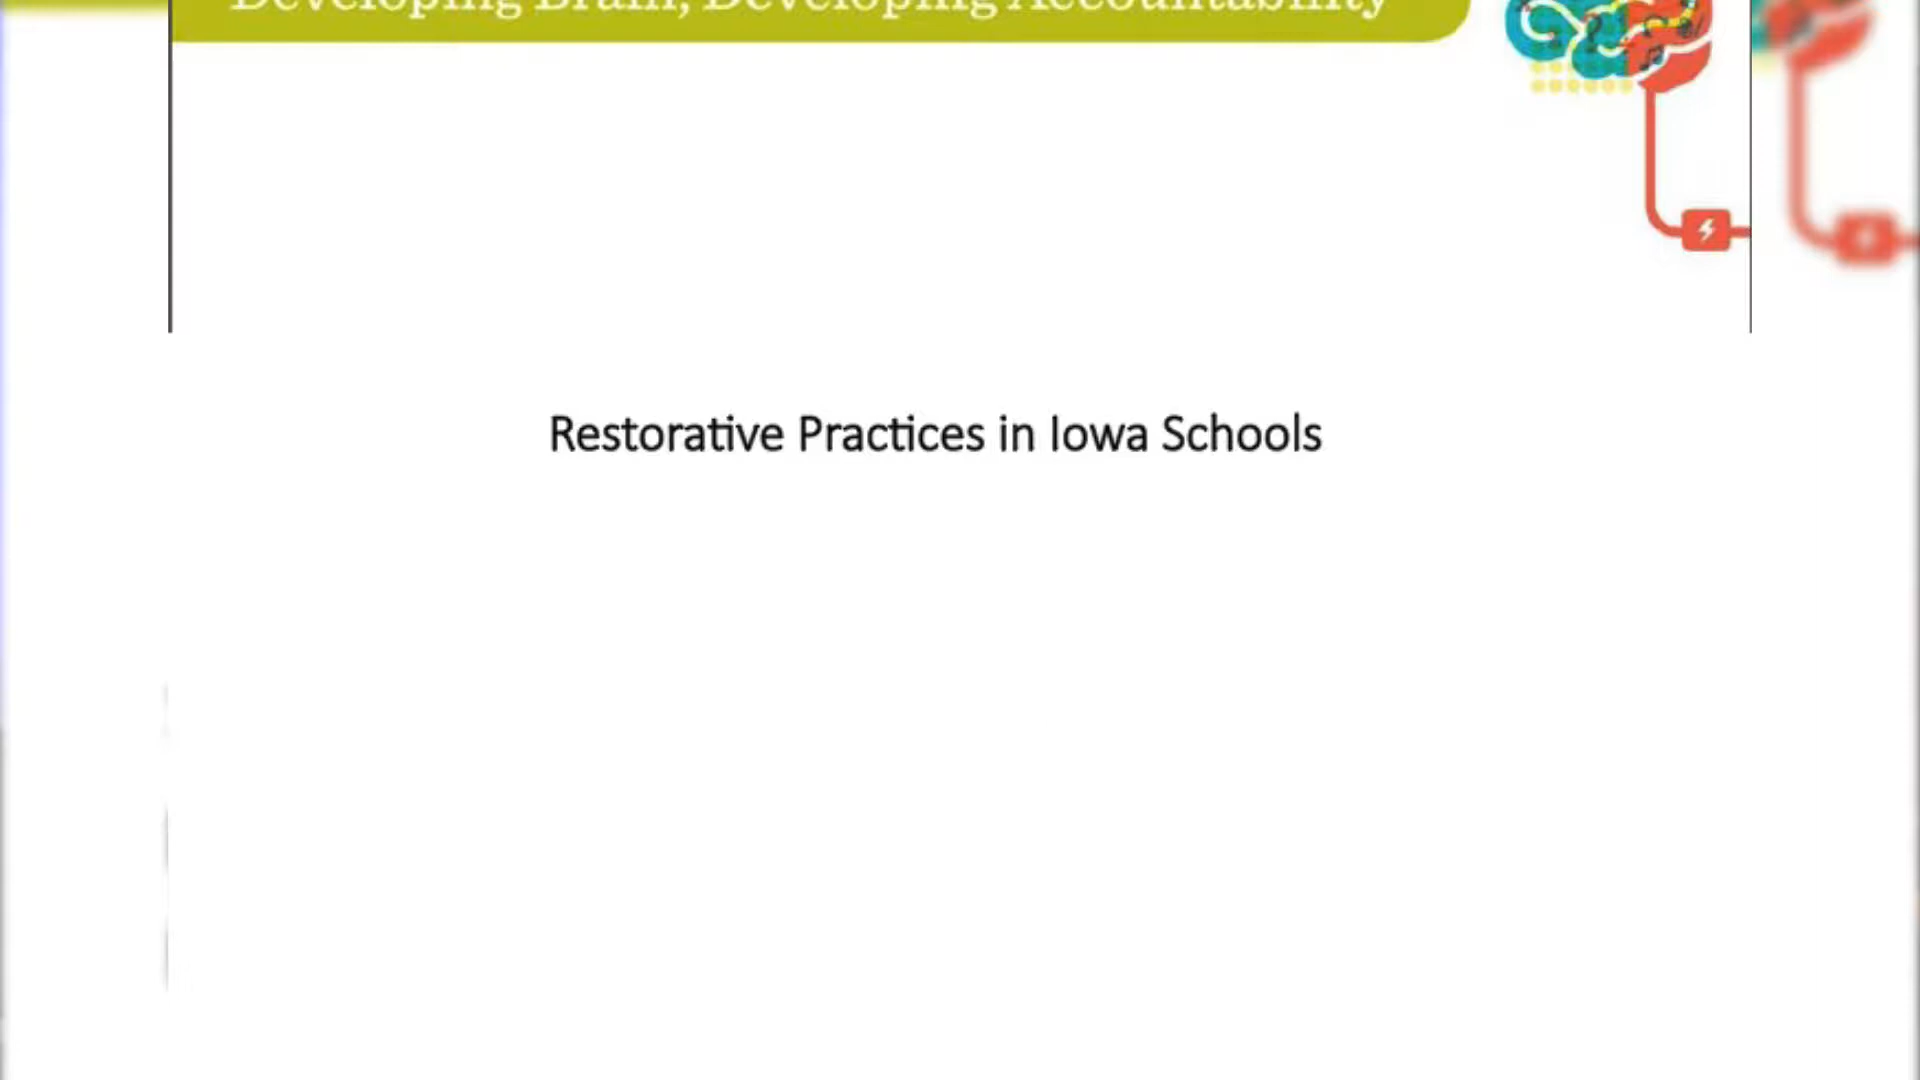 Developing Brain, Developing Accountability
Restorative Practices in Iowa Schools